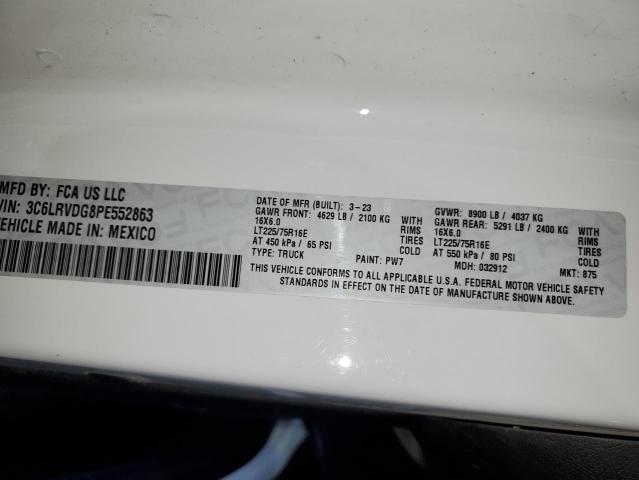 MFD BY: FCA US LLC
VIN: 3C6LRVDG8PE552863
VEHICLE MADE IN: MEXICO
DATE OF MFR (BUILT): 3-23 GVWR: 8900 LB / 4037 KG
GAWR FRONT: 4629 LB / 2100 KG WITH GAWR REAR: 5291 LB / 2400 KG WITH
16X6.0 RIMS 16X6.0 RIMS
LT225/75R16E TIRES LT225/75R16E TIRES
AT 450 kPa / 65 PSI COLD AT 550 kPa / 80 PSI COLD
TYPE: TRUCK PAINT: PW7 MDH: 032912 MKT: 875
THIS VEHICLE CONFORMS TO ALL APPLICABLE U.S.A. FEDERAL MOTOR VEHICLE SAFETY
STANDARDS IN EFFECT ON THE DATE OF MANUFACTURE SHOWN ABOVE.